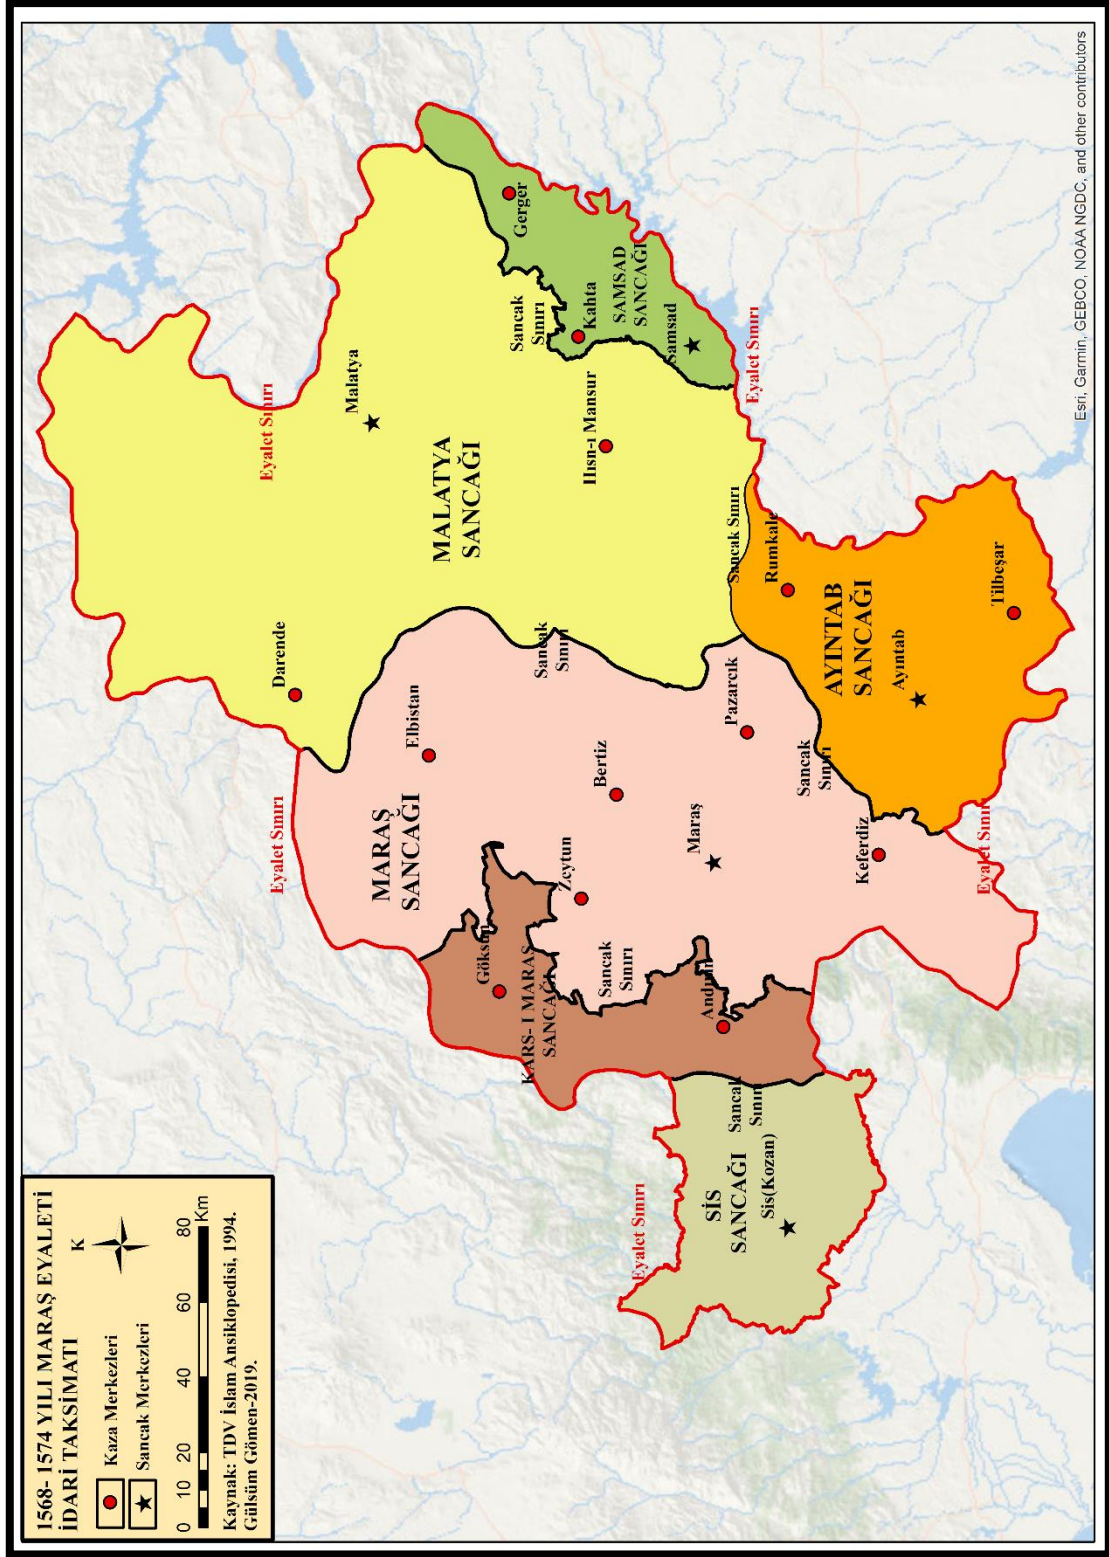 1568- 1574 YILI MARAŞ EYALETİ
İDARİ TAKSİMATI
K
Kaza Merkezleri
Sancak Merkezleri
0 10 20 40 60 80
Km
Kaynak: TDV İslam Ansiklopedisi, 1994.
Gülsüm Gömen-2019.
Eyalet Sınırı
Darende
Malatya
MALATYA
SANCAĞI
Eyalet Sınırı
Gerger
Sancak
Sınırı
Kahta
SAMSAD
SANCAĞI
Samsad
Hısn-ı Mansur
Eyalet Sınırı
Elbistan
MARAŞ
SANCAĞI
Göksun
KARS- I MARAŞ
SANCAĞI
Zeytun
Bertiz
Sancak
Sınırı
Sancak
Sınırı
Maraş
Pazarcık
Andırın
Sancak Sınırı
Rumkale
AYINTAB
SANCAĞI
Ayıntab
Tilbeşar
Sancak
Sınırı
Keferdiz
Eyalet Sınırı
Eyalet Sınırı
SİS
SANCAĞI
Sis(Kozan)
Sancak
Sınırı
Esri, Garmin, GEBCO, NOAA NGDC, and other contributors